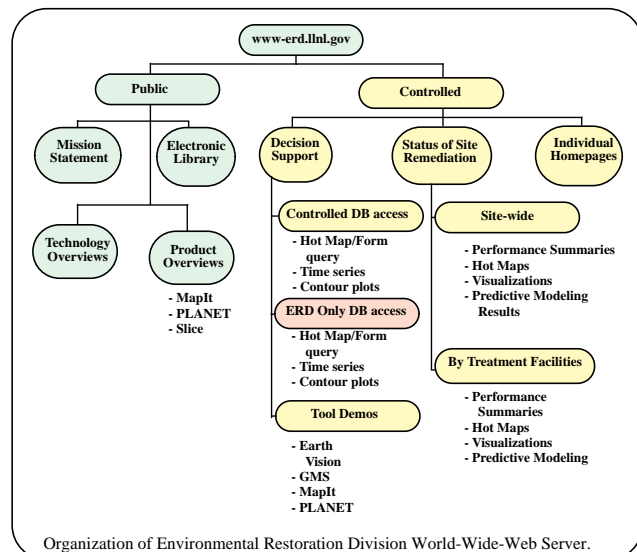 www-erd.llnl.gov
Public
Controlled
Mission
Statement
Electronic
Library
Decision
Support
Status of Site
Remediation
Individual
Homepages
Technology
Overviews
Product
Overviews
- MapIt
- PLANET
- Slice
Controlled DB access
- Hot Map/Form
query
- Time series
- Contour plots
ERD Only DB access
- Hot Map/Form
query
- Time series
- Contour plots
Tool Demos
- Earth
Vision
- GMS
- MapIt
- PLANET
Site-wide
- Performance Summaries
- Hot Maps
- Visualizations
- Predictive Modeling
Results
By Treatment Facilities
- Performance
Summaries
- Hot Maps
- Visualizations
- Predictive Modeling
Organization of Environmental Restoration Division World-Wide-Web Server.